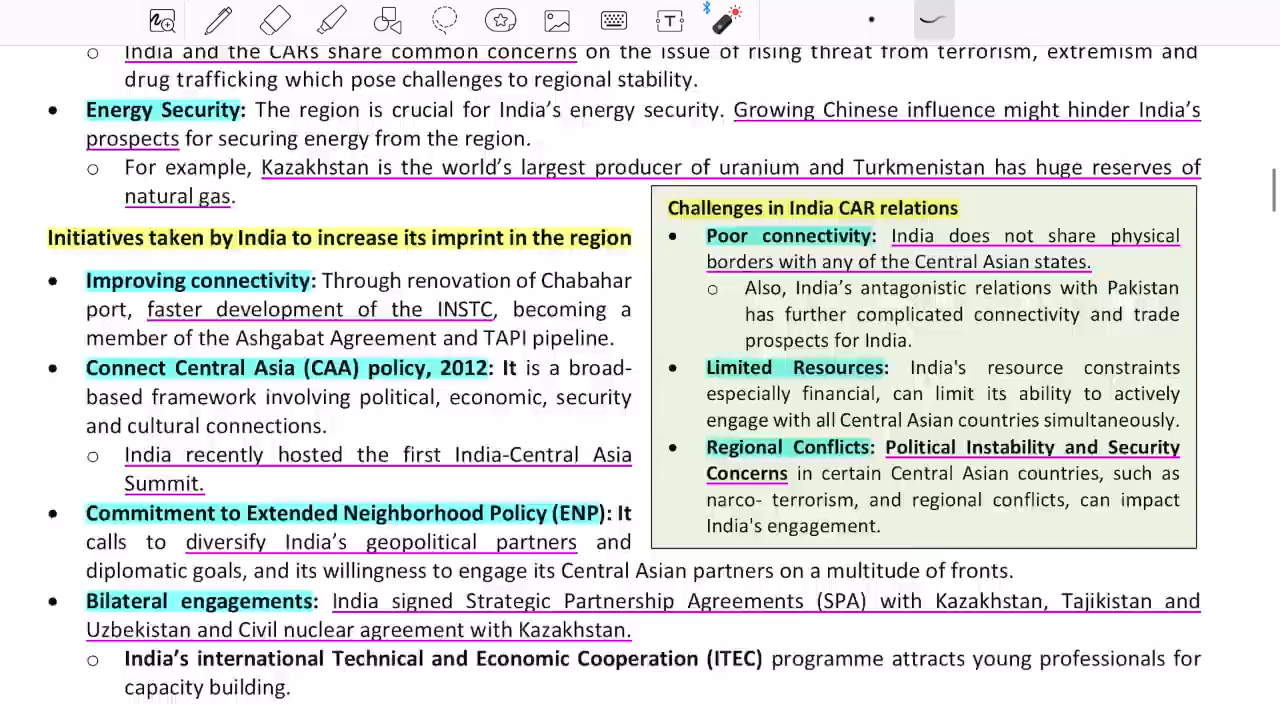 o India and the CARs share common concerns on the issue of rising threat from terrorism, extremism and
drug trafficking which pose challenges to regional stability.
• Energy Security: The region is crucial for India’s energy security. Growing Chinese influence might hinder India’s
prospects for securing energy from the region.
o For example, Kazakhstan is the world’s largest producer of uranium and Turkmenistan has huge reserves of
natural gas.
Initiatives taken by India to increase its imprint in the region
• Improving connectivity: Through renovation of Chabahar
port, faster development of the INSTC, becoming a
member of the Ashgabat Agreement and TAPI pipeline.
• Connect Central Asia (CAA) policy, 2012: It is a broad-
based framework involving political, economic, security
and cultural connections.
o India recently hosted the first India-Central Asia
Summit.
• Commitment to Extended Neighborhood Policy (ENP): It
calls to diversify India’s geopolitical partners and
diplomatic goals, and its willingness to engage its Central Asian partners on a multitude of fronts.
• Bilateral engagements: India signed Strategic Partnership Agreements (SPA) with Kazakhstan, Tajikistan and
Uzbekistan and Civil nuclear agreement with Kazakhstan.
o India’s international Technical and Economic Cooperation (ITEC) programme attracts young professionals for
capacity building.
Challenges in India CAR relations
• Poor connectivity: India does not share physical
borders with any of the Central Asian states.
o Also, India’s antagonistic relations with Pakistan
has further complicated connectivity and trade
prospects for India.
• Limited Resources: India's resource constraints
especially financial, can limit its ability to actively
engage with all Central Asian countries simultaneously.
• Regional Conflicts: Political Instability and Security
Concerns in certain Central Asian countries, such as
narco- terrorism, and regional conflicts, can impact
India's engagement.